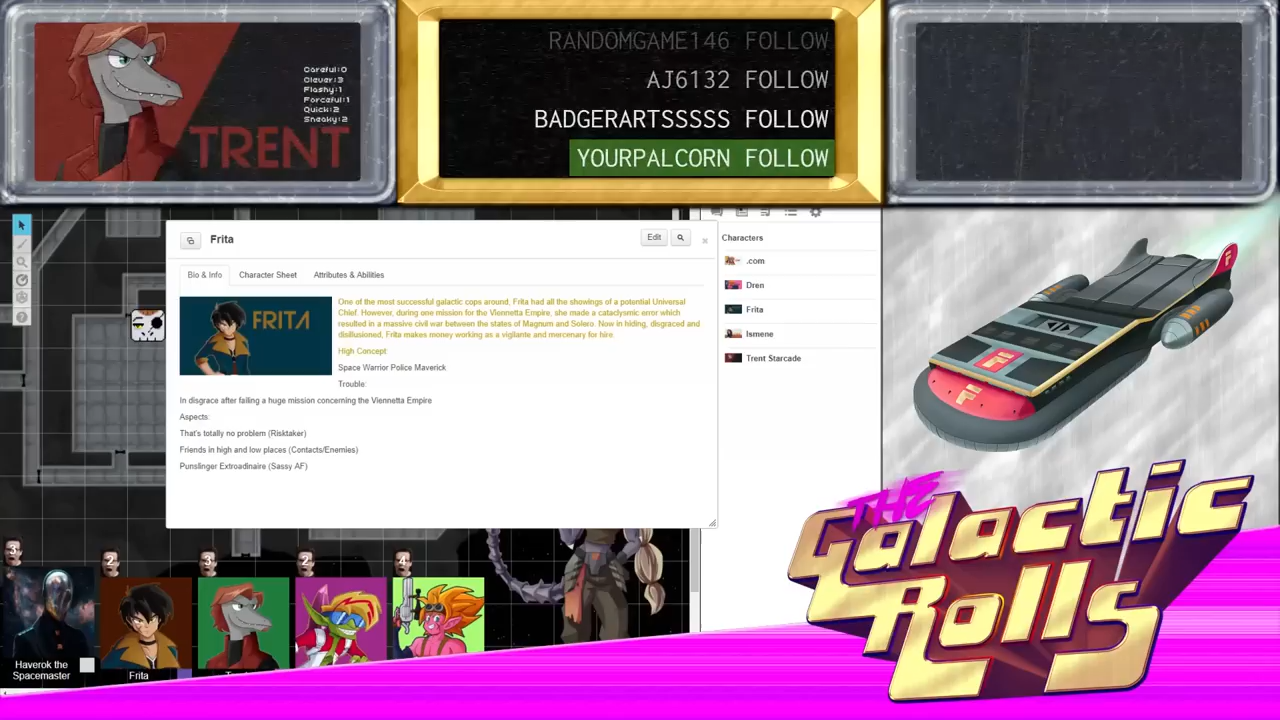 Careful:0
Clever:3
Flashy:1
Forceful:1
Quick:2
Sneaky:2
TRENT
RANDOMGAME146 FOLLOW
AJ6132 FOLLOW
BADGERARTSSSSS FOLLOW
YOURPALCORN FOLLOW
Frita
Edit
Bio & Info
Character Sheet
Attributes & Abilities
FRITA
One of the most successful galactic cops around, Frita had all the showings of a potential Universal
Chief. However, during one mission for the Viennetta Empire, she made a cataclysmic error which
resulted in a massive civil war between the states of Magnum and Solero. Now in hiding, disgraced and
disillusioned, Frita makes money working as a vigilante and mercenary for hire.
High Concept
Space Warrior Police Maverick
Trouble:
In disgrace after failing a huge mission concerning the Viennetta Empire
Aspects:
That's totally no problem (Risktaker)
Friends in high and low places (Contacts/Enemies)
Punslinger Extroadinaire (Sassy AF)
Characters
.com
Dren
Frita
Ismene
Trent Starcade
3
2
3
2
4
Haverok the
Spacemaster
Frita
F
F
F
THE
Galactic
Rolls